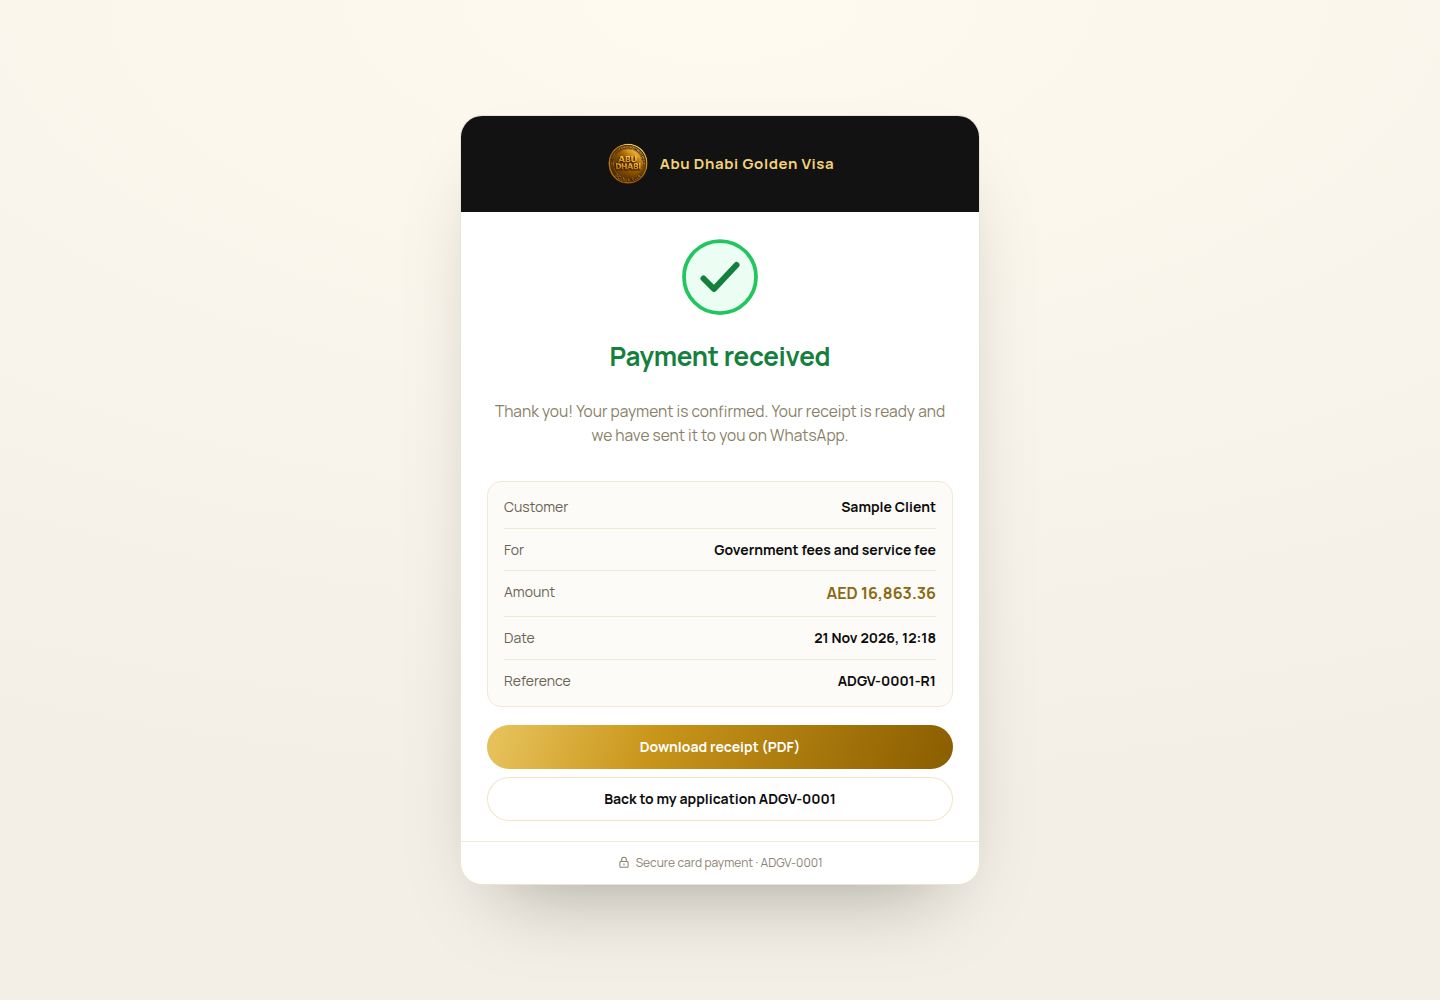 ABU
DHABI
Abu Dhabi Golden Visa
Payment received
Thank you! Your payment is confirmed. Your receipt is ready and
we have sent it to you on WhatsApp.
Customer Sample Client
For Government fees and service fee
Amount AED 16,863.36
Date 21 Nov 2026, 12:18
Reference ADGV-0001-R1
Download receipt (PDF)
Back to my application ADGV-0001
Secure card payment · ADGV-0001